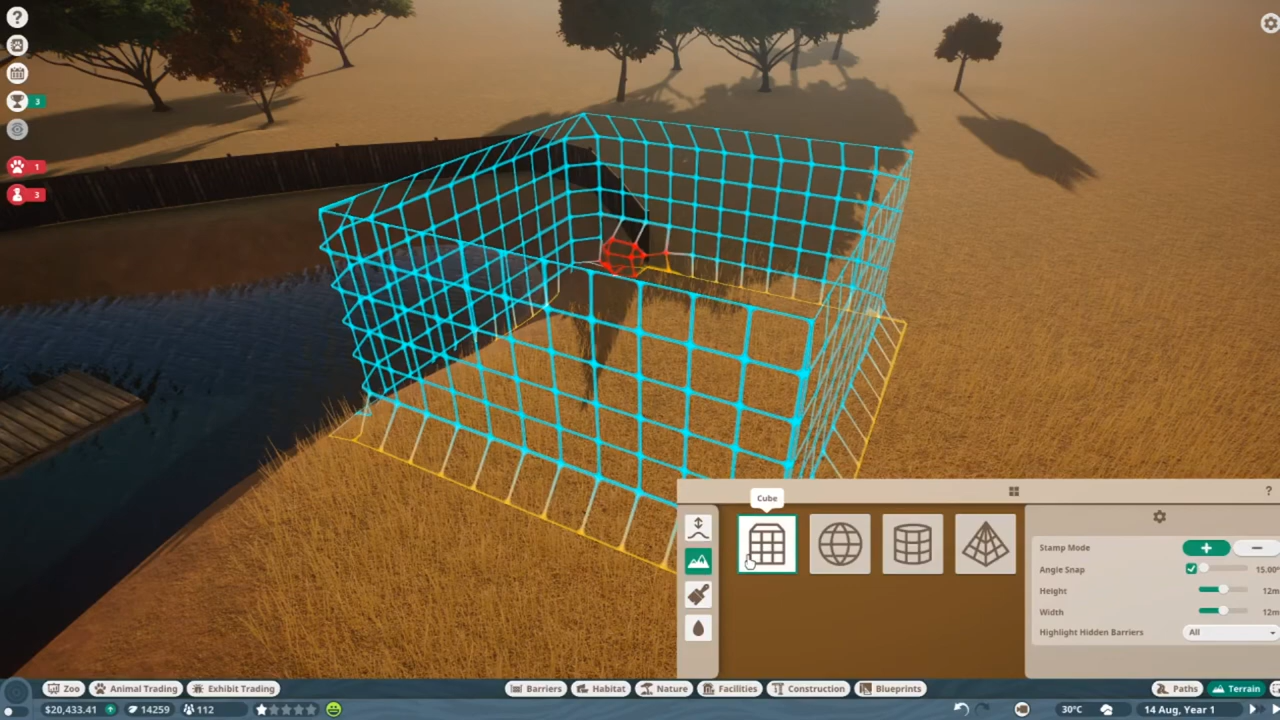 ?
3
1
3
Cube
?
Stamp Mode
+ −
Angle Snap 15.00°
Height 12m
Width 12m
Highlight Hidden Barriers All
Zoo Animal Trading Exhibit Trading Barriers Habitat Nature Facilities Construction Blueprints Paths Terrain
$20,433.41 14259 112 30°C 14 Aug, Year 1